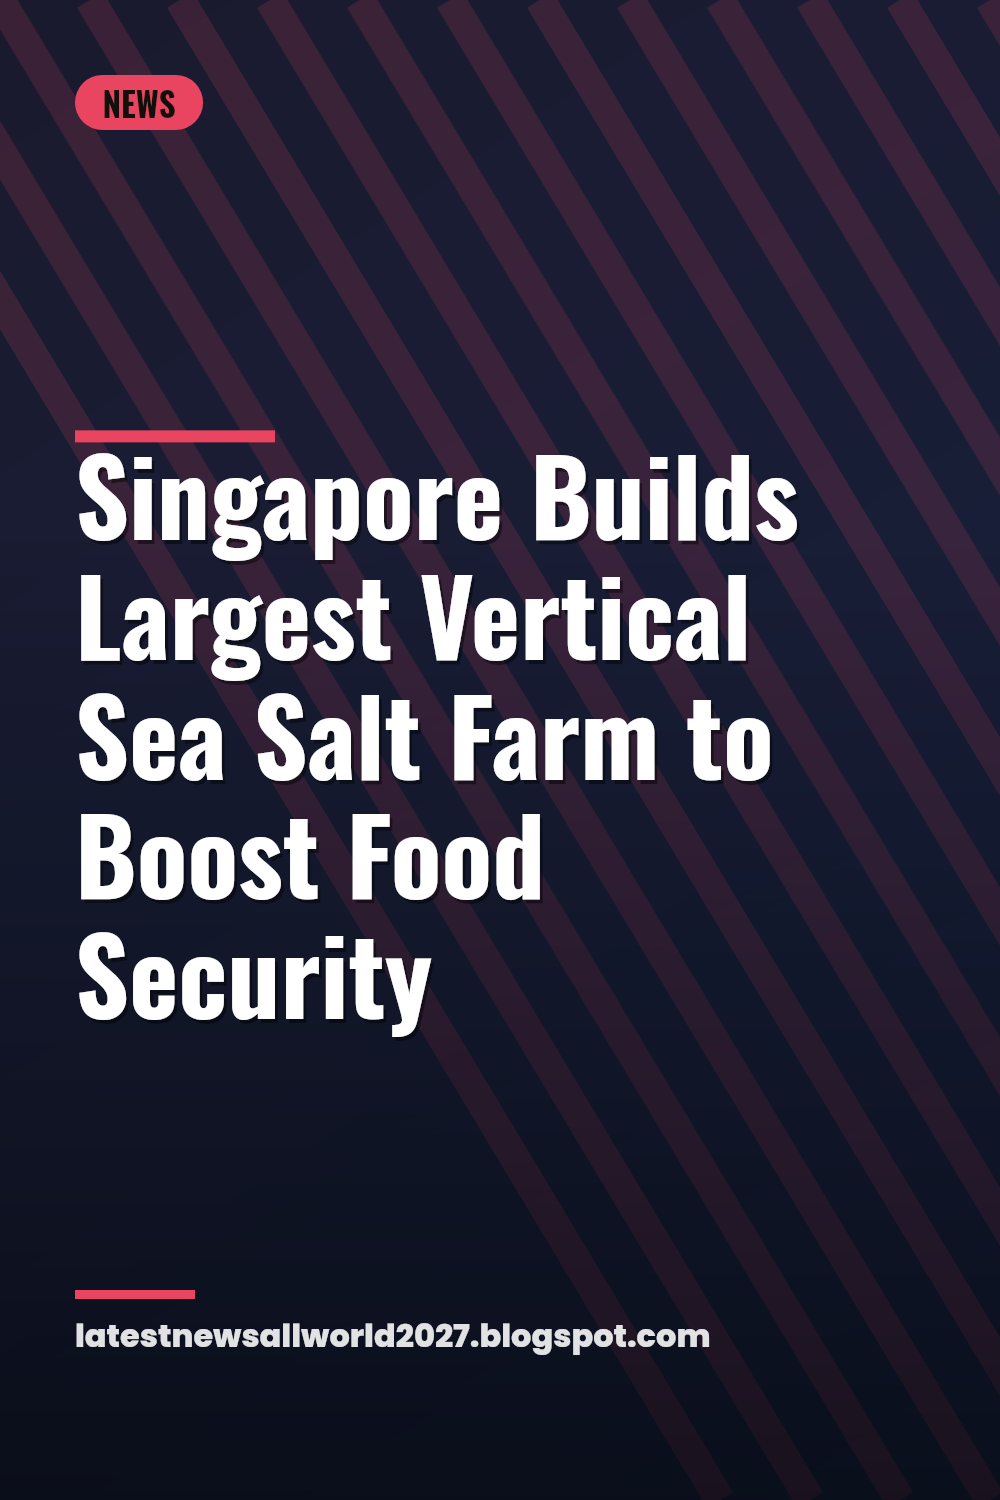 NEWS
Singapore Builds
Largest Vertical
Sea Salt Farm to
Boost Food
Security
latestnewsallworld2027.blogspot.com